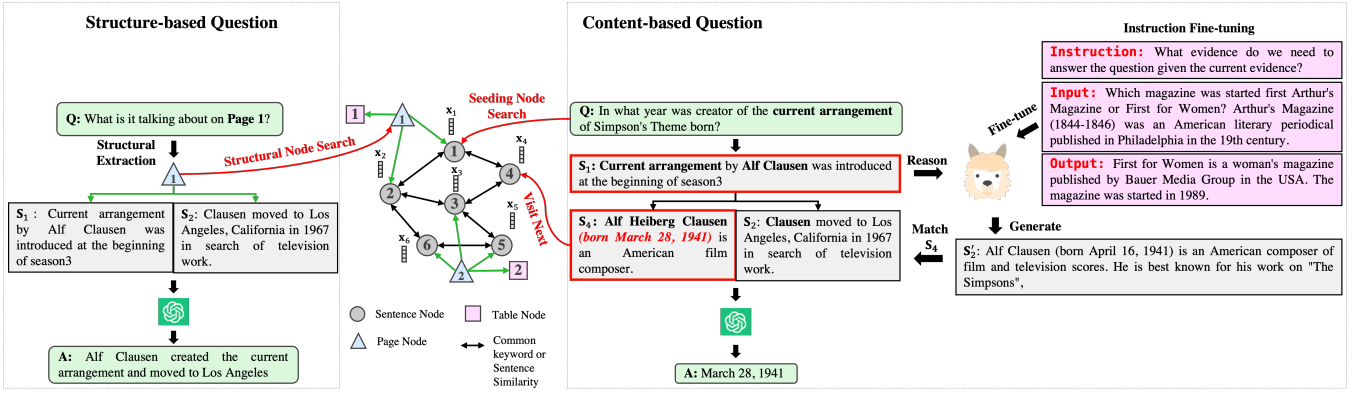 Structure-based Question
Q: What is it talking about on Page 1?
Structural
Extraction
1
S1 : Current arrangement
by Alf Clausen was
introduced at the beginning
of season3
S2: Clausen moved to Los
Angeles, California in 1967
in search of television
work.
A: Alf Clausen created the current
arrangement and moved to Los Angeles
Structural Node Search
Seeding Node
Search
Visit Next
1
1
x1
1
x2
2
x3
3
x4
4
x5
5
x6
6
2
2
Sentence Node
Table Node
Page Node
Common
keyword or
Sentence
Similarity
Content-based Question
Q: In what year was creator of the current arrangement
of Simpson's Theme born?
S1: Current arrangement by Alf Clausen was introduced
at the beginning of season3
S4: Alf Heiberg Clausen
(born March 28, 1941) is
an American film
composer.
S2: Clausen moved to Los
Angeles, California in 1967
in search of television
work.
A: March 28, 1941
Reason
Match
S4
Fine-tune
Generate
Instruction Fine-tuning
Instruction: What evidence do we need to
answer the question given the current evidence?
Input: Which magazine was started first Arthur's
Magazine or First for Women? Arthur's Magazine
(1844-1846) was an American literary periodical
published in Philadelphia in the 19th century.
Output: First for Women is a woman's magazine
published by Bauer Media Group in the USA. The
magazine was started in 1989.
S2′: Alf Clausen (born April 16, 1941) is an American composer of
film and television scores. He is best known for his work on "The
Simpsons",